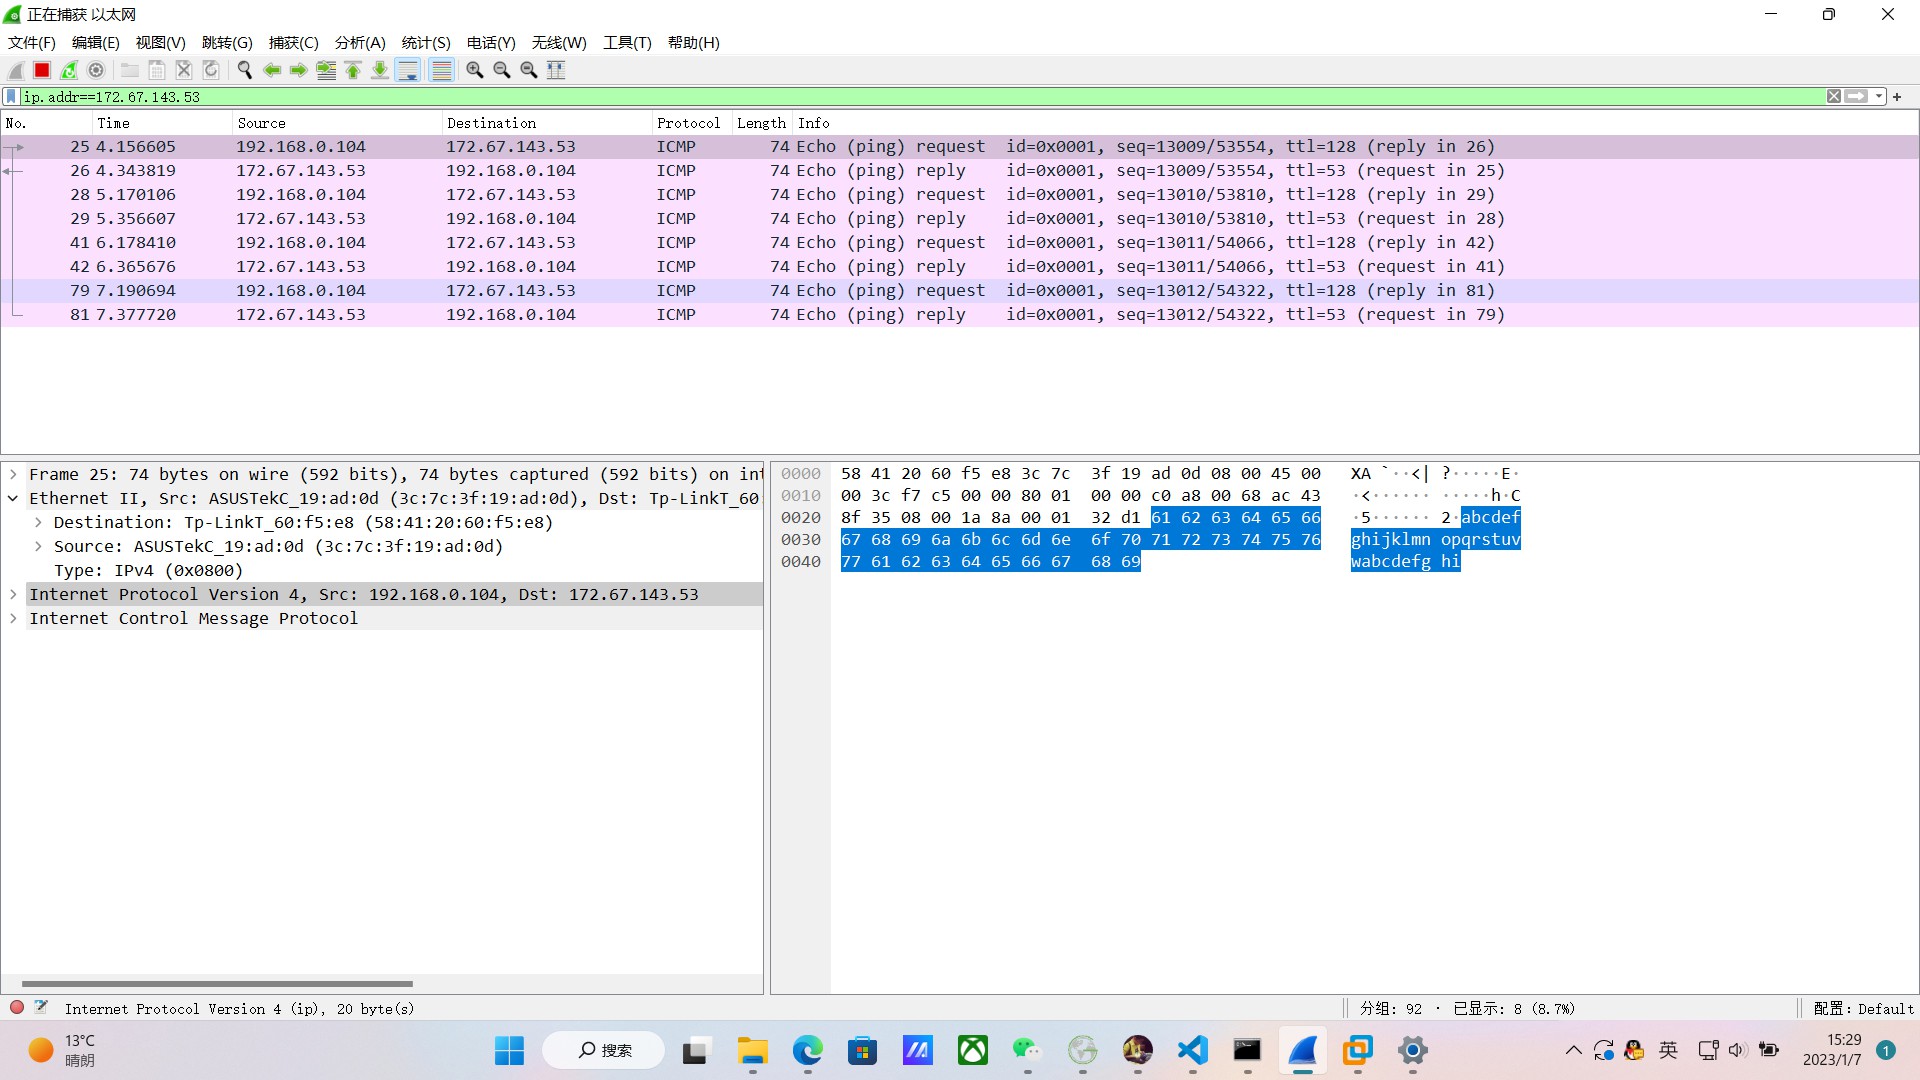 正在捕获 以太网
文件(F) 编辑(E) 视图(V) 跳转(G) 捕获(C) 分析(A) 统计(S) 电话(Y) 无线(W) 工具(T) 帮助(H)
ip.addr==172.67.143.53
No. Time Source Destination Protocol Length Info
25 4.156605 192.168.0.104 172.67.143.53 ICMP 74 Echo (ping) request id=0x0001, seq=13009/53554, ttl=128 (reply in 26)
26 4.343819 172.67.143.53 192.168.0.104 ICMP 74 Echo (ping) reply id=0x0001, seq=13009/53554, ttl=53 (request in 25)
28 5.170106 192.168.0.104 172.67.143.53 ICMP 74 Echo (ping) request id=0x0001, seq=13010/53810, ttl=128 (reply in 29)
29 5.356607 172.67.143.53 192.168.0.104 ICMP 74 Echo (ping) reply id=0x0001, seq=13010/53810, ttl=53 (request in 28)
41 6.178410 192.168.0.104 172.67.143.53 ICMP 74 Echo (ping) request id=0x0001, seq=13011/54066, ttl=128 (reply in 42)
42 6.365676 172.67.143.53 192.168.0.104 ICMP 74 Echo (ping) reply id=0x0001, seq=13011/54066, ttl=53 (request in 41)
79 7.190694 192.168.0.104 172.67.143.53 ICMP 74 Echo (ping) request id=0x0001, seq=13012/54322, ttl=128 (reply in 81)
81 7.377720 172.67.143.53 192.168.0.104 ICMP 74 Echo (ping) reply id=0x0001, seq=13012/54322, ttl=53 (request in 79)
Frame 25: 74 bytes on wire (592 bits), 74 bytes captured (592 bits) on int
Ethernet II, Src: ASUSTekC_19:ad:0d (3c:7c:3f:19:ad:0d), Dst: Tp-LinkT_60:
Destination: Tp-LinkT_60:f5:e8 (58:41:20:60:f5:e8)
Source: ASUSTekC_19:ad:0d (3c:7c:3f:19:ad:0d)
Type: IPv4 (0x0800)
Internet Protocol Version 4, Src: 192.168.0.104, Dst: 172.67.143.53
Internet Control Message Protocol
0000 58 41 20 60 f5 e8 3c 7c 3f 19 ad 0d 08 00 45 00 XA `··<| ?·····E·
0010 00 3c f7 c5 00 00 80 01 00 00 c0 a8 00 68 ac 43 ·<······ ·····h·C
0020 8f 35 08 00 1a 8a 00 01 32 d1 61 62 63 64 65 66 ·5······ 2·abcdef
0030 67 68 69 6a 6b 6c 6d 6e 6f 70 71 72 73 74 75 76 ghijklmn opqrstuv
0040 77 61 62 63 64 65 66 67 68 69 wabcdefg hi
Internet Protocol Version 4 (ip), 20 byte(s)
分组: 92 · 已显示: 8 (8.7%)
配置: Default
13°C
晴朗
搜索
英
15:29
2023/1/7
1